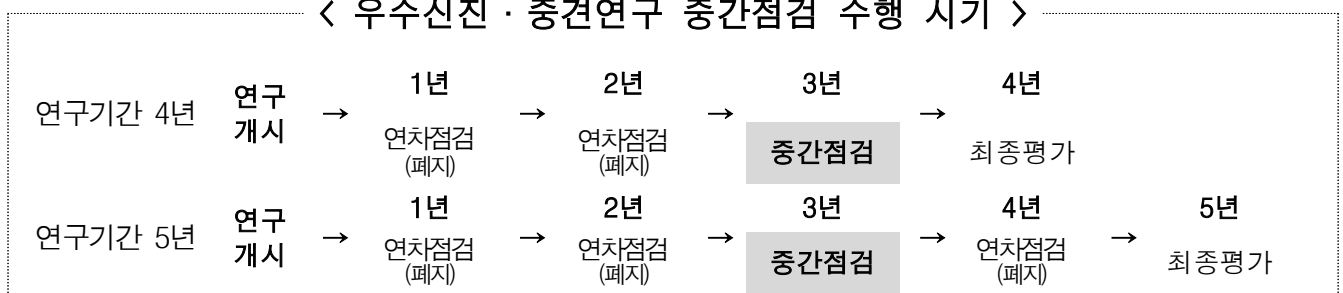 < 우수신진 · 중견연구 중간점검 수행 시기 >
1년 2년 3년 4년
연구기간 4년 연구 개시 → → → →
연차점검 (폐지) 연차점검 (폐지) 중간점검 최종평가
1년 2년 3년 4년 5년
연구기간 5년 연구 개시 → → → → →
연차점검 (폐지) 연차점검 (폐지) 중간점검 연차점검 (폐지) 최종평가